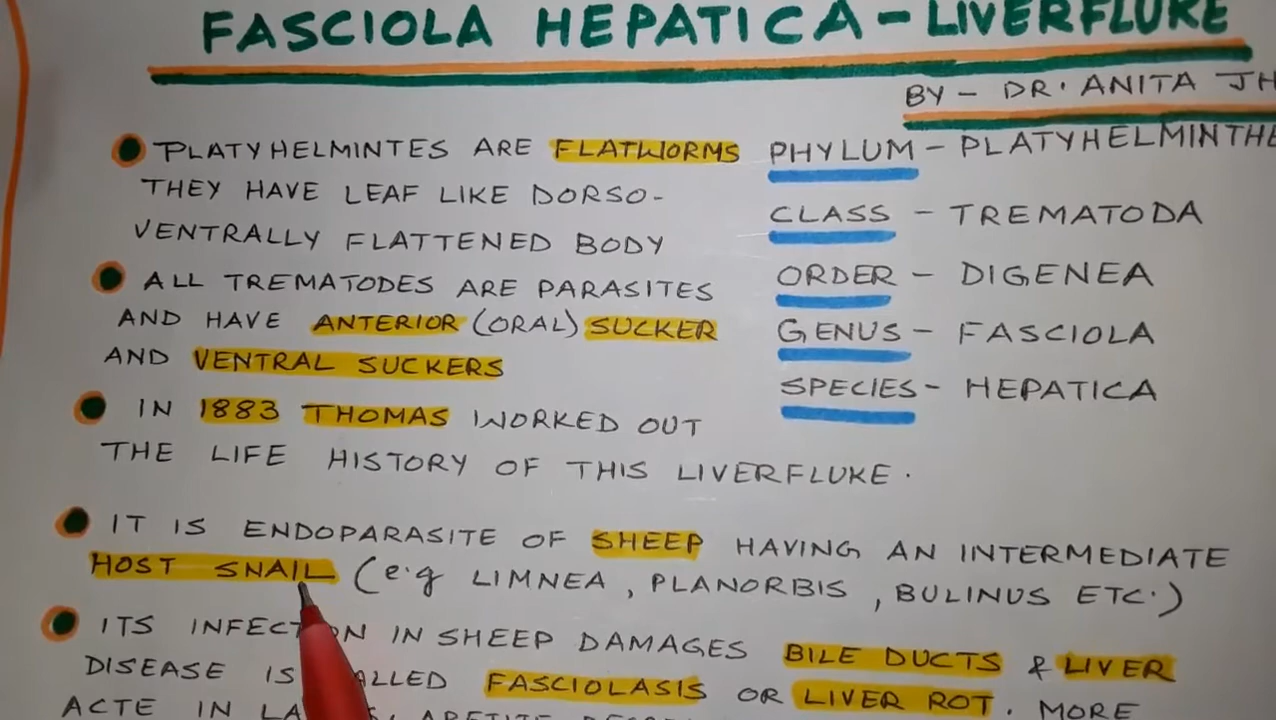 FASCIOLA HEPATICA - LIVERFLUKE
BY - DR. ANITA JH
PLATYHELMINTES ARE FLATWORMS
THEY HAVE LEAF LIKE DORSO-
VENTRALLY FLATTENED BODY
ALL TREMATODES ARE PARASITES
AND HAVE ANTERIOR (ORAL) SUCKER
AND VENTRAL SUCKERS
IN 1883 THOMAS WORKED OUT
THE LIFE HISTORY OF THIS LIVERFLUKE.
PHYLUM - PLATYHELMINTHE
CLASS - TREMATODA
ORDER - DIGENEA
GENUS - FASCIOLA
SPECIES - HEPATICA
IT IS ENDOPARASITE OF SHEEP HAVING AN INTERMEDIATE
HOST SNAIL (e.g LIMNEA, PLANORBIS, BULINUS ETC.)
ITS INFECTION IN SHEEP DAMAGES BILE DUCTS & LIVER
DISEASE IS ALLED FASCIOLASIS OR LIVER ROT. MORE
ACTE IN